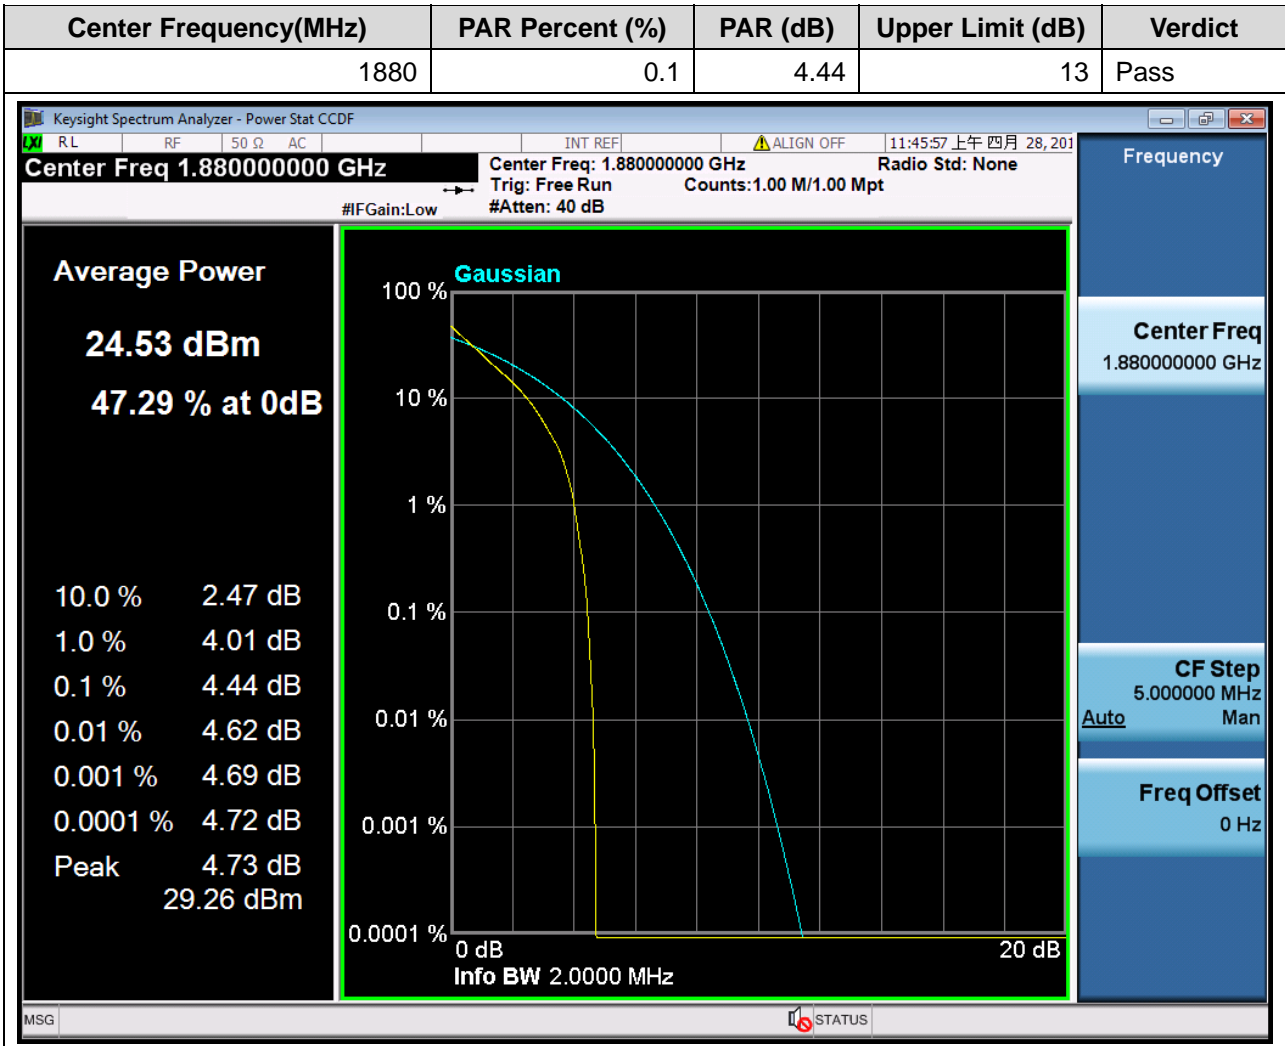 Center Frequency(MHz) PAR Percent (%) PAR (dB) Upper Limit (dB) Verdict
1880 0.1 4.44 13 Pass
Keysight Spectrum Analyzer - Power Stat CCDF
LXI RL RF 50 Ω AC INT REF ALIGN OFF 11:45:57 上午 四月 28, 201
Center Freq 1.880000000 GHz
Center Freq: 1.880000000 GHz Radio Std: None
Trig: Free Run Counts:1.00 M/1.00 Mpt
#IFGain:Low #Atten: 40 dB
Average Power
24.53 dBm
47.29 % at 0dB
10.0 % 2.47 dB
1.0 % 4.01 dB
0.1 % 4.44 dB
0.01 % 4.62 dB
0.001 % 4.69 dB
0.0001 % 4.72 dB
Peak 4.73 dB
29.26 dBm
Gaussian
100 %
10 %
1 %
0.1 %
0.01 %
0.001 %
0.0001 %
0 dB 20 dB
Info BW 2.0000 MHz
Frequency
Center Freq
1.880000000 GHz
CF Step
5.000000 MHz
Auto Man
Freq Offset
0 Hz
MSG STATUS